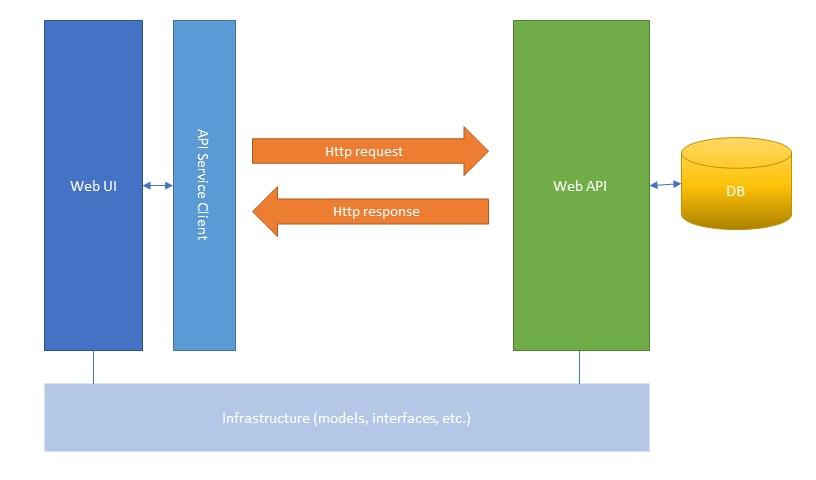 Web UI
API Service Client
Http request
Http response
Web API
DB
Infrastructure (models, interfaces, etc.)